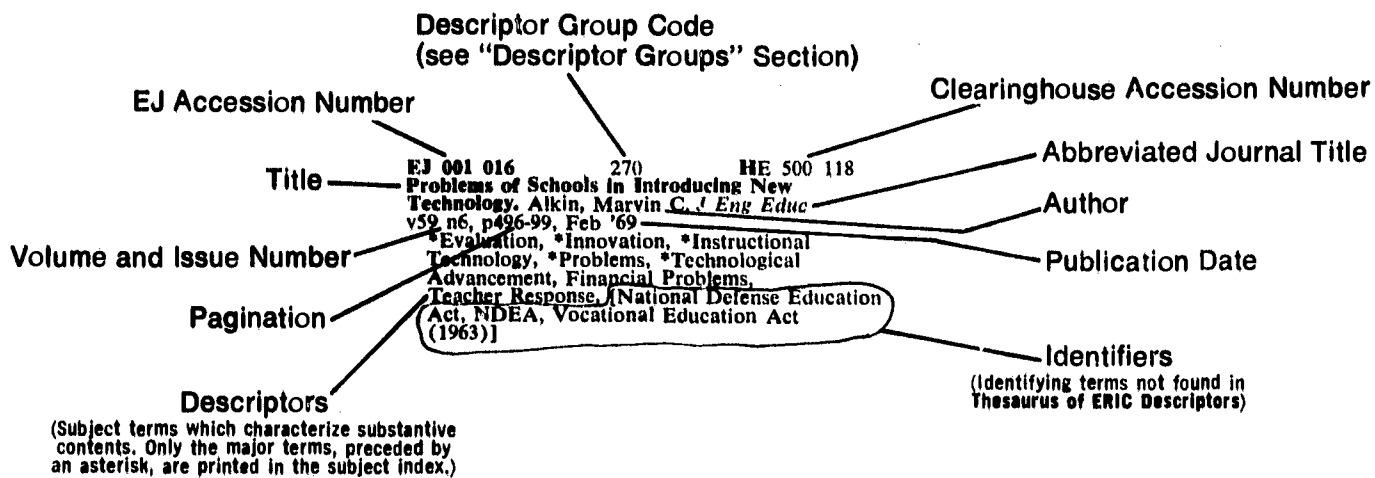 Descriptor Group Code
(see "Descriptor Groups" Section)
EJ Accession Number
Clearinghouse Accession Number
EJ 001 016 270 HE 500 118
Abbreviated Journal Title
Title
Problems of Schools in Introducing New
Technology. Alkin, Marvin C. J Eng Educ
Author
v59 n6, p496-99, Feb '69
*Evaluation, *Innovation, *Instructional
Volume and Issue Number
Technology, *Problems, *Technological
Publication Date
Advancement, Financial Problems,
Teacher Response, [National Defense Education
Pagination
Act, NDEA, Vocational Education Act
(1963)]
Identifiers
(Identifying terms not found in
Thesaurus of ERIC Descriptors)
Descriptors
(Subject terms which characterize substantive
contents. Only the major terms, preceded by
an asterisk, are printed in the subject index.)